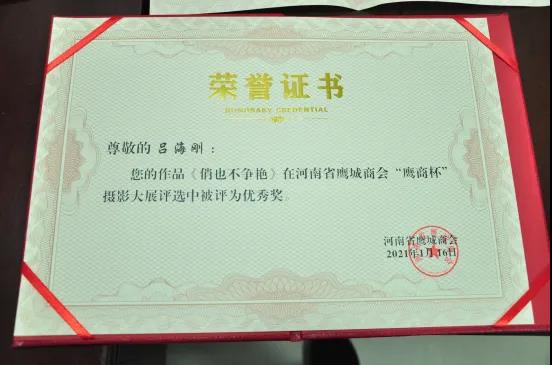 荣誉证书
HONORARY CREDENTIAL
尊敬的 吕海刚：
您的作品《俏也不争艳》在河南省鹰城商会“鹰商杯”
摄影大展评选中被评为优秀奖。
河南省鹰城商会
2021年1月16日